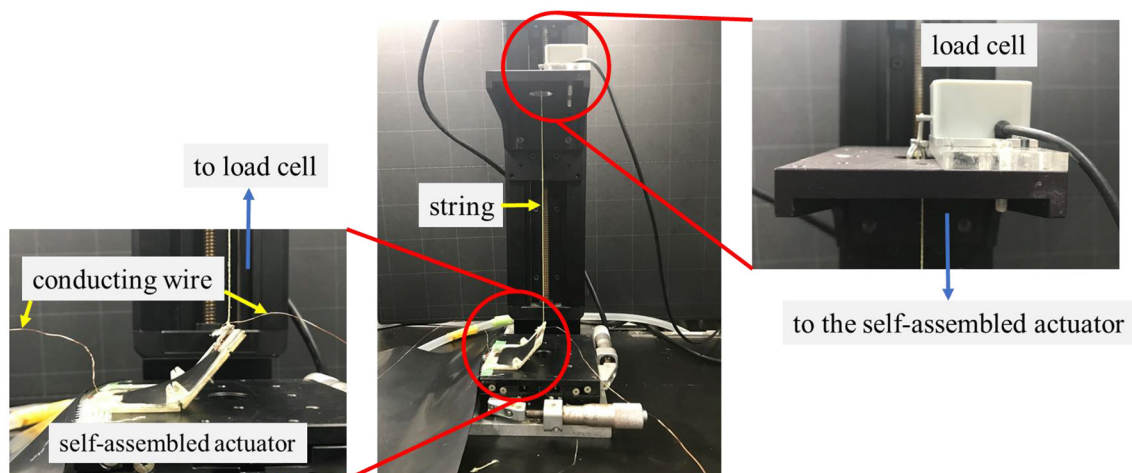 load cell
to load cell
string
conducting wire
to the self-assembled actuator
self-assembled actuator